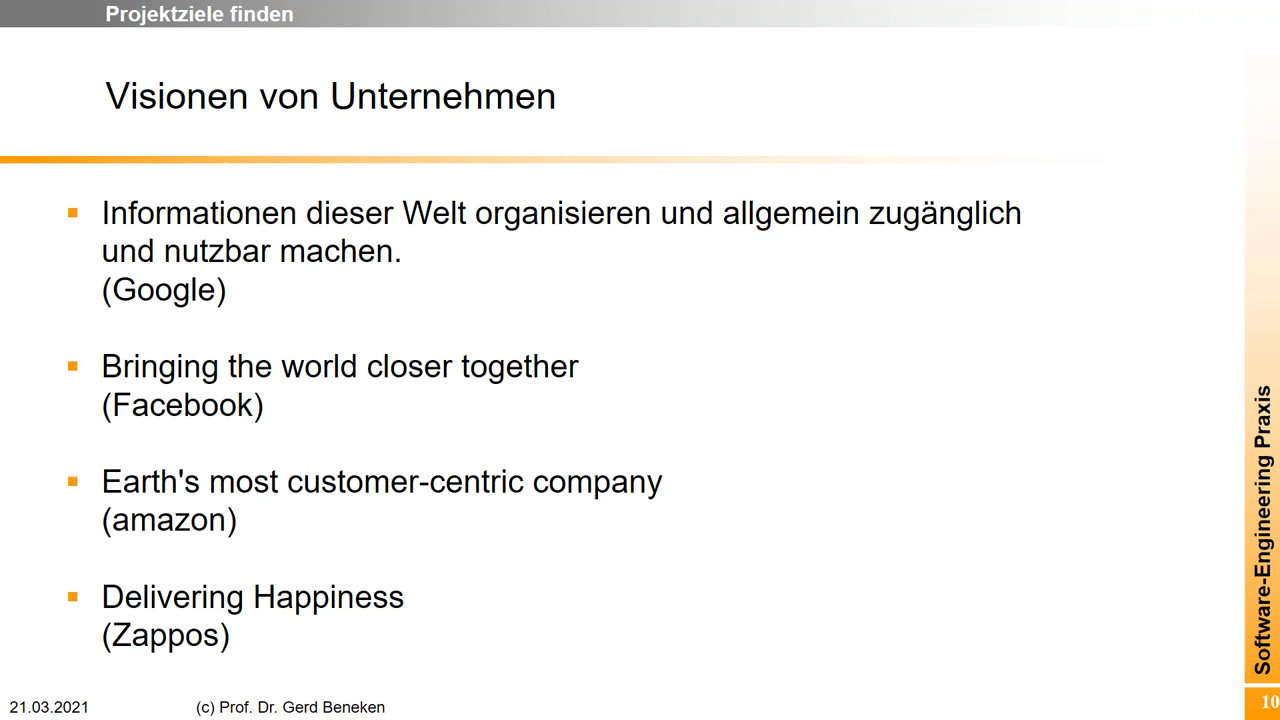 Projektziele finden
Visionen von Unternehmen
Informationen dieser Welt organisieren und allgemein zugänglich
und nutzbar machen.
(Google)
Bringing the world closer together
(Facebook)
Earth's most customer-centric company
(amazon)
Delivering Happiness
(Zappos)
Software-Engineering Praxis
21.03.2021
(c) Prof. Dr. Gerd Beneken
10